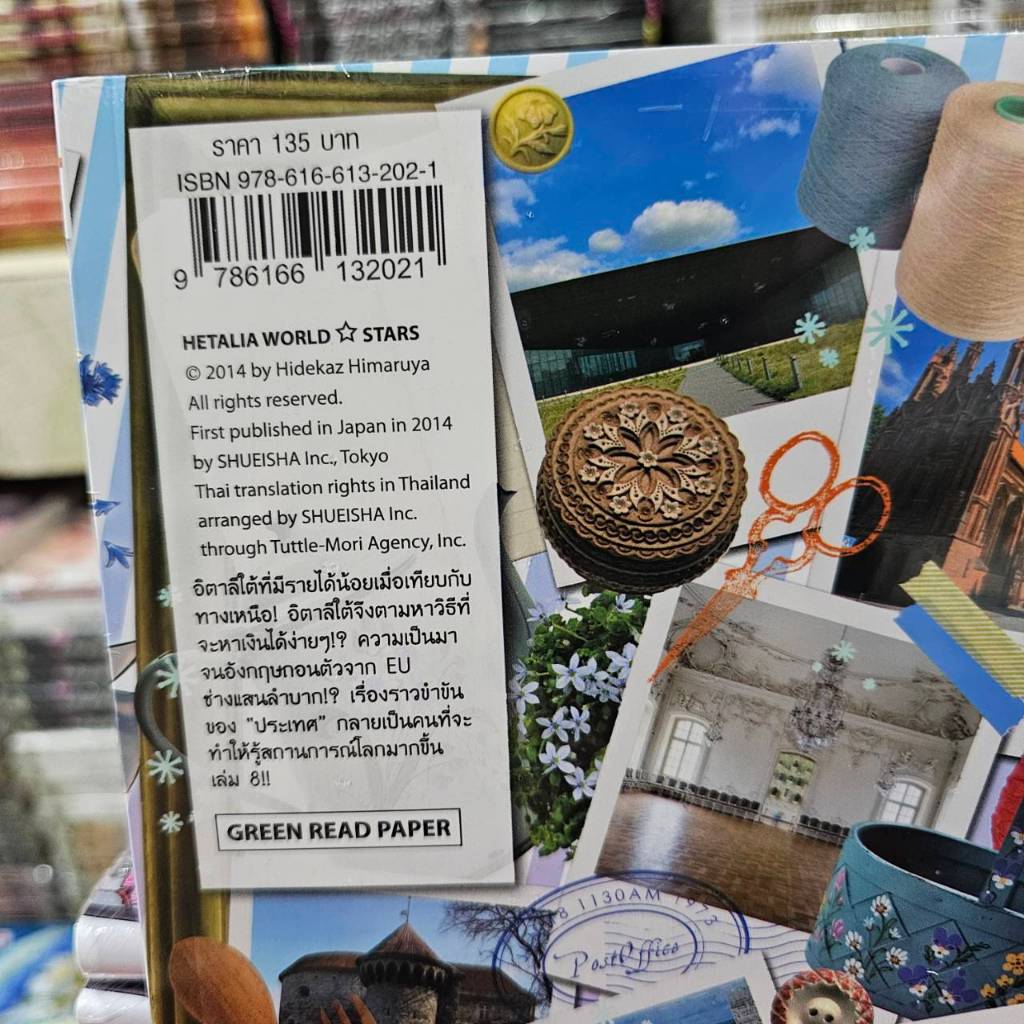 ราคา 135 บาท
ISBN 978-616-613-202-1
9 786166 132021
HETALIA WORLD ☆ STARS
© 2014 by Hidekaz Himaruya
All rights reserved.
First published in Japan in 2014
by SHUEISHA Inc., Tokyo
Thai translation rights in Thailand
arranged by SHUEISHA Inc.
through Tuttle-Mori Agency, Inc.
อิตาลีใต้ที่มีรายได้น้อยเมื่อเทียบกับ
ทางเหนือ! อิตาลีใต้จึงตามหาวิธีที่
จะหาเงินได้ง่ายๆ!? ความเป็นมา
จนอังกฤษถอนตัวจาก EU
ช่างแสนลำบาก!? เรื่องราวขำขัน
ของ "ประเทศ" กลายเป็นคนที่จะ
ทำให้รู้สถานการณ์โลกมากขึ้น
เล่ม 8!!
GREEN READ PAPER
8 1130AM 1973
Post Office